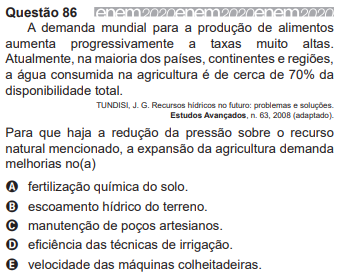 Questão 86 enem2020enem2020enem2020
A demanda mundial para a produção de alimentos
aumenta progressivamente a taxas muito altas.
Atualmente, na maioria dos países, continentes e regiões,
a água consumida na agricultura é de cerca de 70% da
disponibilidade total.
TUNDISI, J. G. Recursos hídricos no futuro: problemas e soluções.
Estudos Avançados, n. 63, 2008 (adaptado).
Para que haja a redução da pressão sobre o recurso
natural mencionado, a expansão da agricultura demanda
melhorias no(a)
A fertilização química do solo.
B escoamento hídrico do terreno.
C manutenção de poços artesianos.
D eficiência das técnicas de irrigação.
E velocidade das máquinas colheitadeiras.